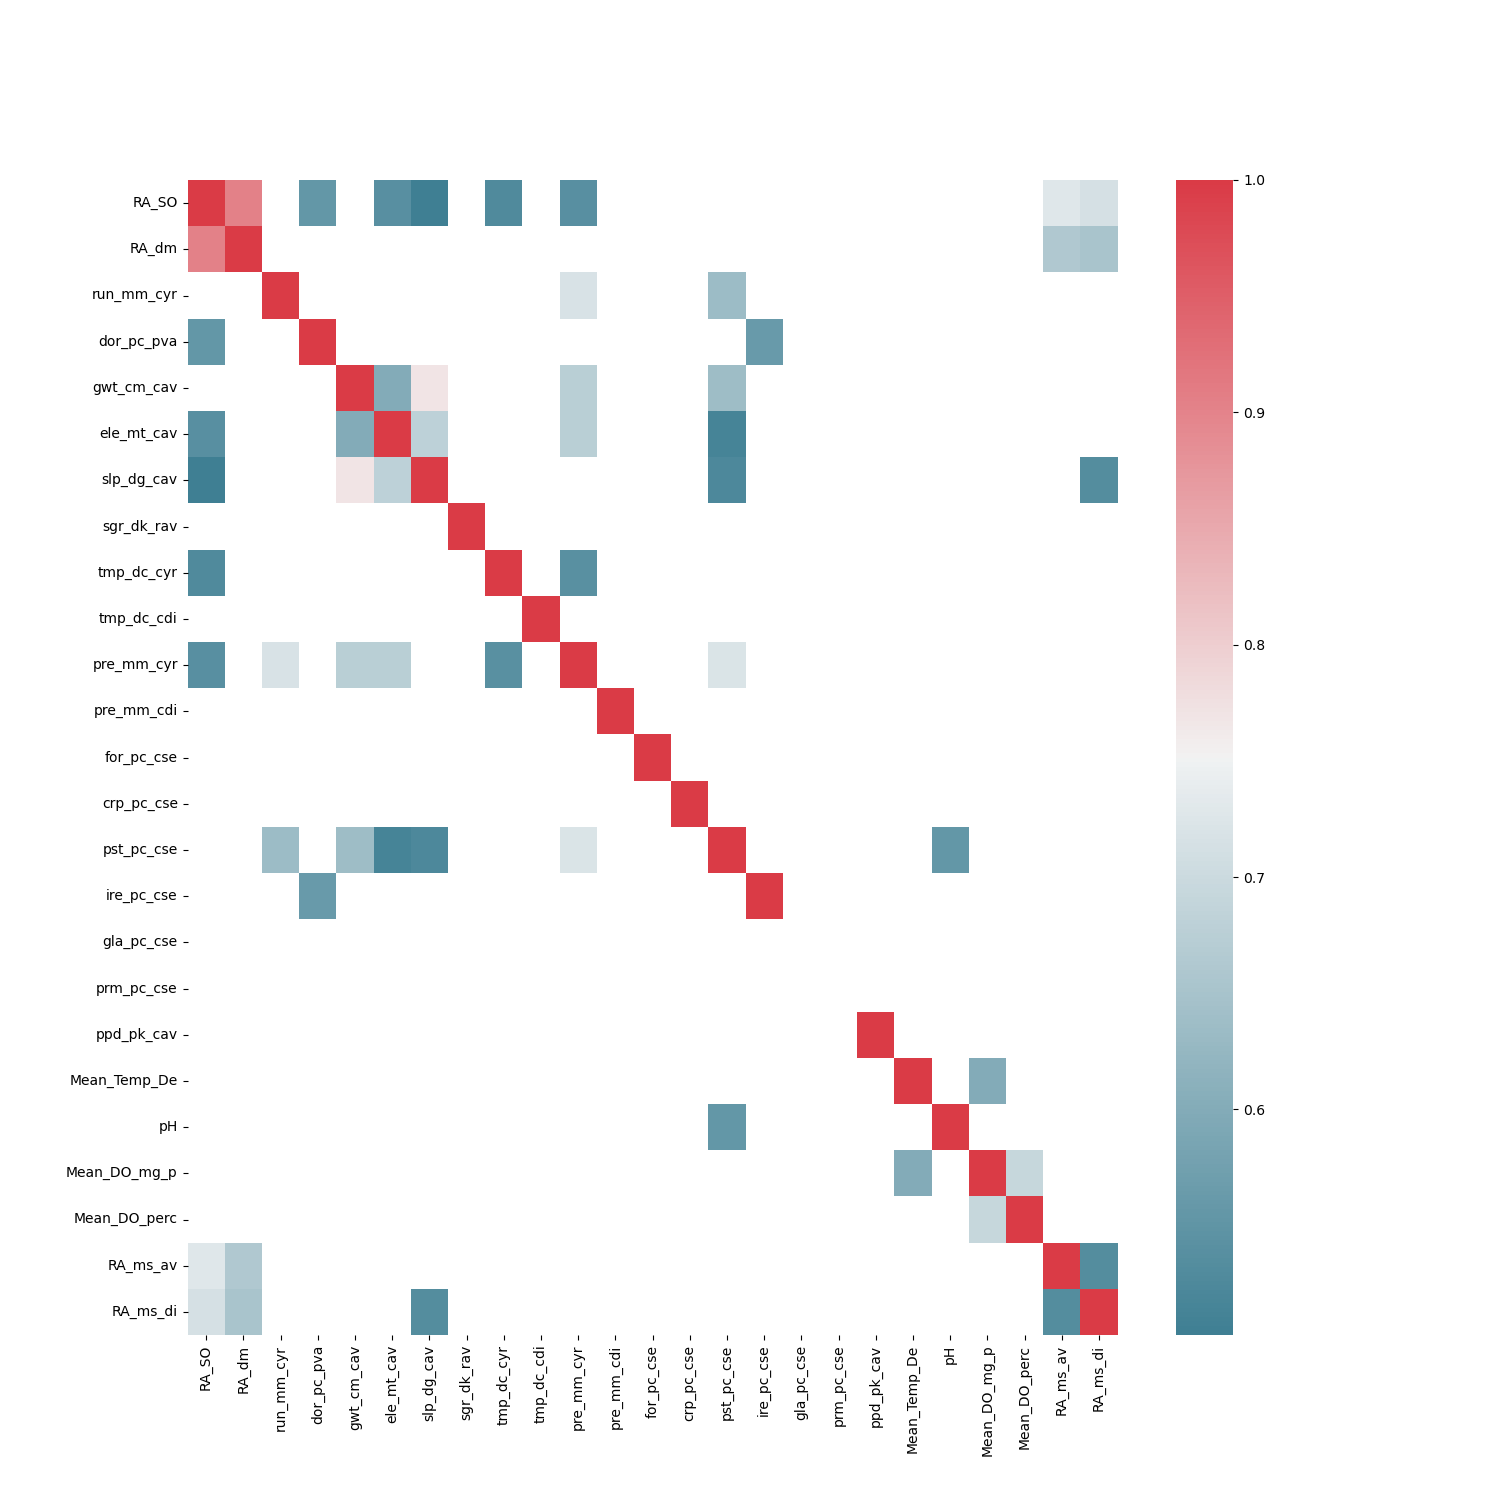 RA_SO
RA_dm
run_mm_cyr
dor_pc_pva
gwt_cm_cav
ele_mt_cav
slp_dg_cav
sgr_dk_rav
tmp_dc_cyr
tmp_dc_cdi
pre_mm_cyr
pre_mm_cdi
for_pc_cse
crp_pc_cse
pst_pc_cse
ire_pc_cse
gla_pc_cse
prm_pc_cse
ppd_pk_cav
Mean_Temp_De
pH
Mean_DO_mg_p
Mean_DO_perc
RA_ms_av
RA_ms_di
RA_SO
RA_dm
run_mm_cyr
dor_pc_pva
gwt_cm_cav
ele_mt_cav
slp_dg_cav
sgr_dk_rav
tmp_dc_cyr
tmp_dc_cdi
pre_mm_cyr
pre_mm_cdi
for_pc_cse
crp_pc_cse
pst_pc_cse
ire_pc_cse
gla_pc_cse
prm_pc_cse
ppd_pk_cav
Mean_Temp_De
pH
Mean_DO_mg_p
Mean_DO_perc
RA_ms_av
RA_ms_di
1.0
0.9
0.8
0.7
0.6